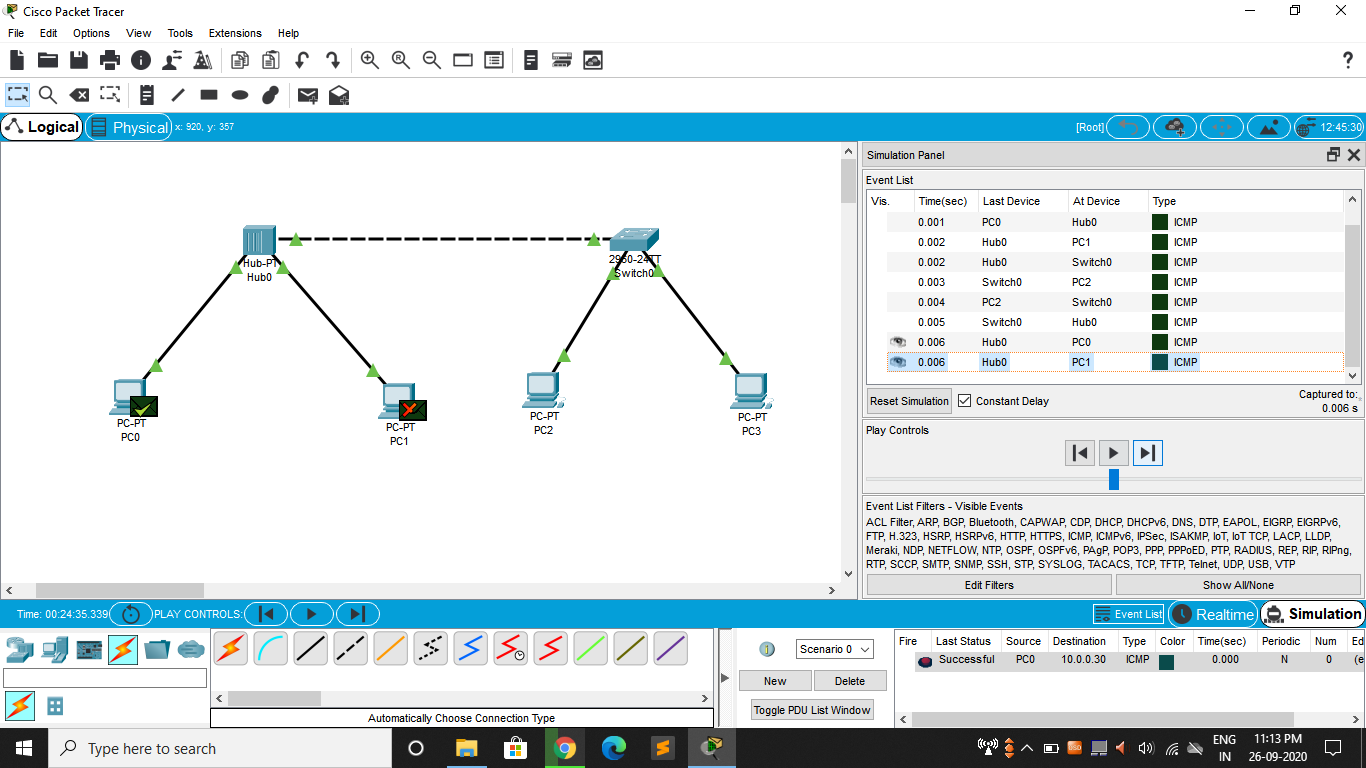 Cisco Packet Tracer
File Edit Options View Tools Extensions Help
?
Logical Physical x: 920, y: 357 [Root] 12:45:30
Hub-PT
Hub0
2950-24TT
Switch0
PC-PT
PC0
PC-PT
PC1
PC-PT
PC2
PC-PT
PC3
Simulation Panel
Event List
Vis. Time(sec) Last Device At Device Type
0.001 PC0 Hub0 ICMP
0.002 Hub0 PC1 ICMP
0.002 Hub0 Switch0 ICMP
0.003 Switch0 PC2 ICMP
0.004 PC2 Switch0 ICMP
0.005 Switch0 Hub0 ICMP
0.006 Hub0 PC0 ICMP
0.006 Hub0 PC1 ICMP
Reset Simulation Constant Delay Captured to:
0.006 s
Play Controls
Event List Filters - Visible Events
ACL Filter, ARP, BGP, Bluetooth, CAPWAP, CDP, DHCP, DHCPv6, DNS, DTP, EAPOL, EIGRP, EIGRPv6,
FTP, H.323, HSRP, HSRPv6, HTTP, HTTPS, ICMP, ICMPv6, IPSec, ISAKMP, IoT, IoT TCP, LACP, LLDP,
Meraki, NDP, NETFLOW, NTP, OSPF, OSPFv6, PAgP, POP3, PPP, PPPoED, PTP, RADIUS, REP, RIP, RIPng,
RTP, SCCP, SMTP, SNMP, SSH, STP, SYSLOG, TACACS, TCP, TFTP, Telnet, UDP, USB, VTP
Edit Filters Show All/None
Time: 00:24:35.339 PLAY CONTROLS: Event List Realtime Simulation
Automatically Choose Connection Type
Scenario 0
New Delete
Toggle PDU List Window
Fire Last Status Source Destination Type Color Time(sec) Periodic Num Ed
Successful PC0 10.0.0.30 ICMP 0.000 N 0 (e
Type here to search
ENG
IN
11:13 PM
26-09-2020